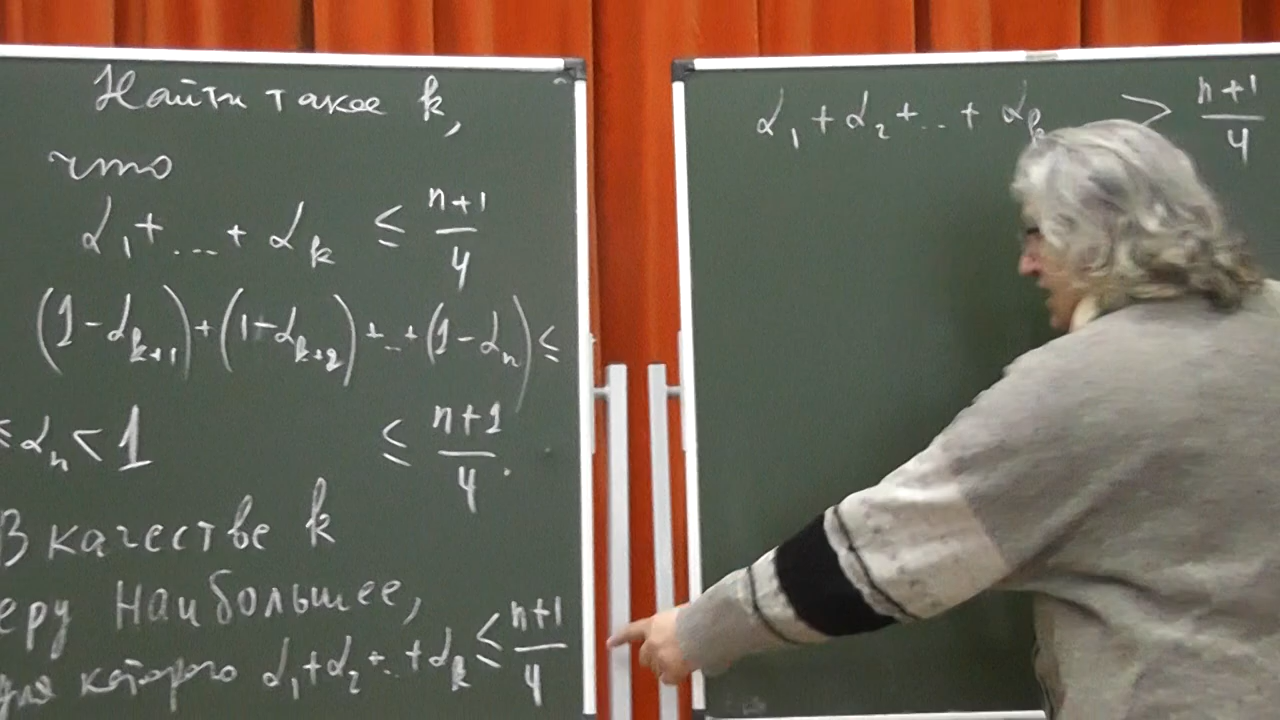 Найти такое k,
что
α₁+...+α_k ≤ (n+1)/4
(1-α_{k+1})+(1-α_{k+2})+...+(1-α_n) ≤
≤ α_n < 1 ≤ (n+1)/4.
В качестве k
беру наибольшее,
для которого α₁+α₂+...+α_k ≤ (n+1)/4
α₁+α₂+...+α_k > (n+1)/4